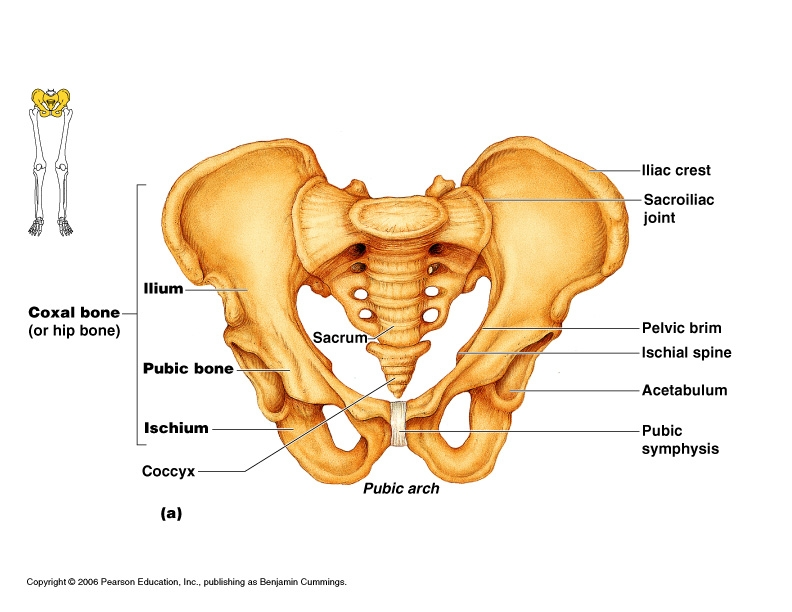 Iliac crest
Sacroiliac
joint
Ilium
Coxal bone
(or hip bone)
Sacrum
Pelvic brim
Ischial spine
Pubic bone
Acetabulum
Ischium
Pubic
symphysis
Coccyx
Pubic arch
(a)
Copyright © 2006 Pearson Education, Inc., publishing as Benjamin Cummings.